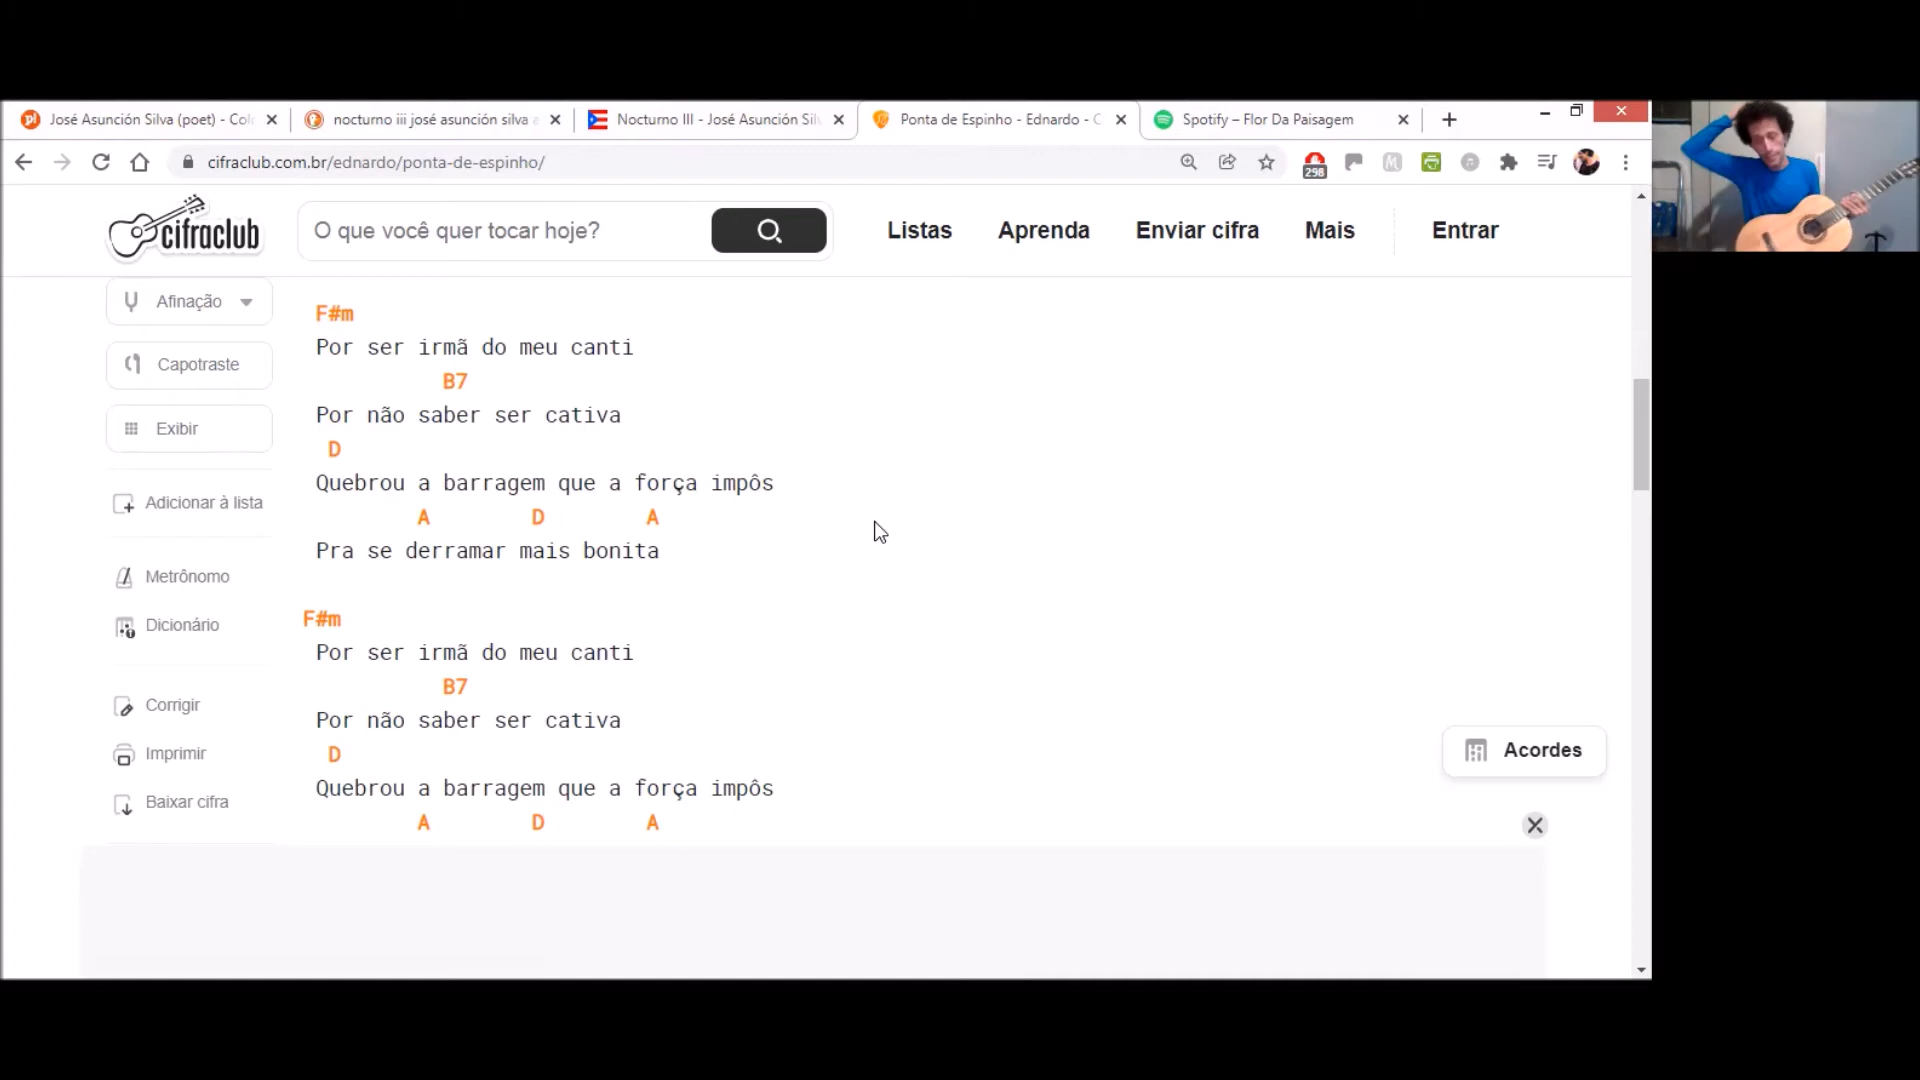 José Asunción Silva (poet) - Colo
nocturno iii josé asunción silva a
Nocturno III - José Asunción Silv
Ponta de Espinho - Ednardo - C
Spotify – Flor Da Paisagem
cifraclub.com.br/ednardo/ponta-de-espinho/
298
cifraclub
O que você quer tocar hoje?
Listas
Aprenda
Enviar cifra
Mais
Entrar
Afinação
Capotraste
Exibir
Adicionar à lista
Metrônomo
Dicionário
Corrigir
Imprimir
Baixar cifra
F#m
Por ser irmã do meu canti
B7
Por não saber ser cativa
D
Quebrou a barragem que a força impôs
A D A
Pra se derramar mais bonita
F#m
Por ser irmã do meu canti
B7
Por não saber ser cativa
D
Quebrou a barragem que a força impôs
A D A
Acordes